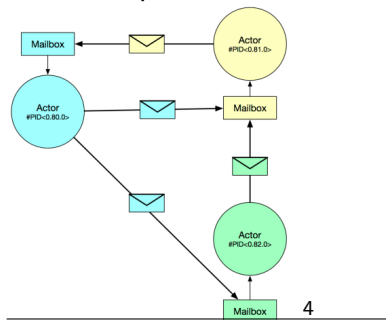 Mailbox
Actor
#PID<0.81.0>
Actor
#PID<0.80.0>
Mailbox
Actor
#PID<0.82.0>
Mailbox
4